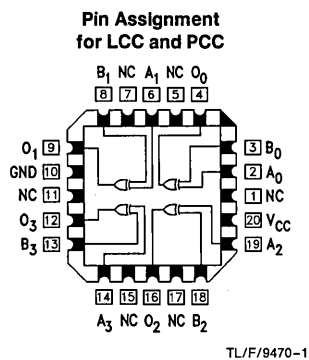 Pin Assignment
for LCC and PCC
B₁ NC A₁ NC O₀
8 7 6 5 4
O₁ 9
GND 10
NC 11
O₃ 12
B₃ 13
3 B₀
2 A₀
1 NC
20 V_CC
19 A₂
14 15 16 17 18
A₃ NC O₂ NC B₂
TL/F/9470–1